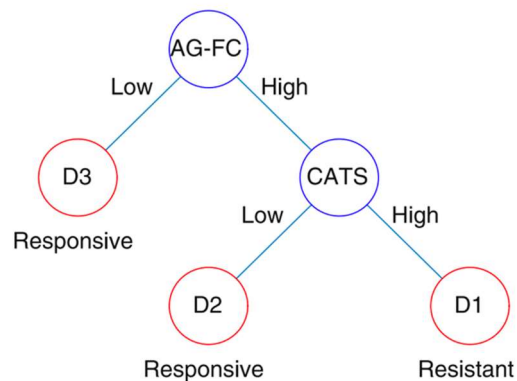 AG-FC
Low
High
D3
CATS
Responsive
Low
High
D2
D1
Responsive
Resistant